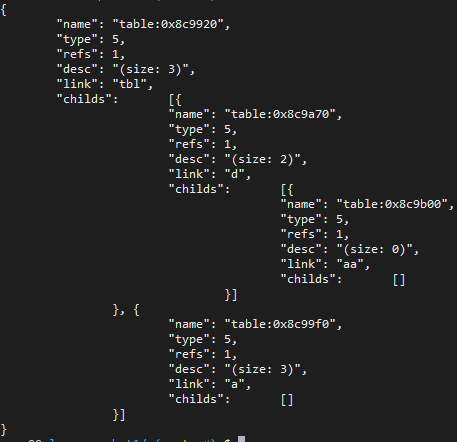 {
"name": "table:0x8c9920",
"type": 5,
"refs": 1,
"desc": "(size: 3)",
"link": "tbl",
"childs": [{
"name": "table:0x8c9a70",
"type": 5,
"refs": 1,
"desc": "(size: 2)",
"link": "d",
"childs": [{
"name": "table:0x8c9b00",
"type": 5,
"refs": 1,
"desc": "(size: 0)",
"link": "aa",
"childs": []
}]
}, {
"name": "table:0x8c99f0",
"type": 5,
"refs": 1,
"desc": "(size: 3)",
"link": "a",
"childs": []
}]
}